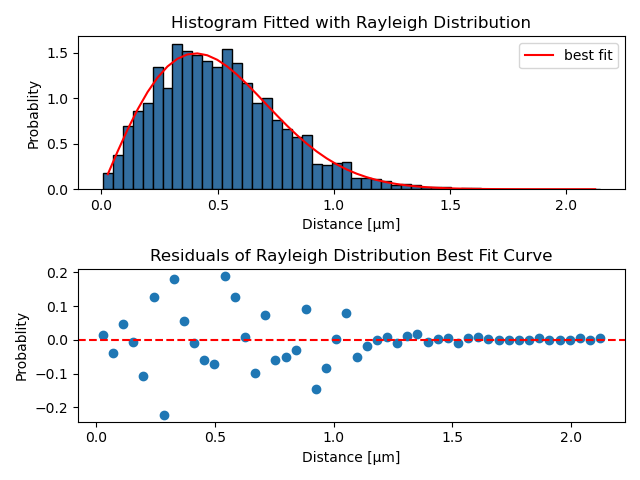 Histogram Fitted with Rayleigh Distribution
1.5
1.0
0.5
0.0
Probablity
best fit
0.0 0.5 1.0 1.5 2.0
Distance [μm]
Residuals of Rayleigh Distribution Best Fit Curve
0.2
0.1
0.0
−0.1
−0.2
Probablity
0.0 0.5 1.0 1.5 2.0
Distance [μm]